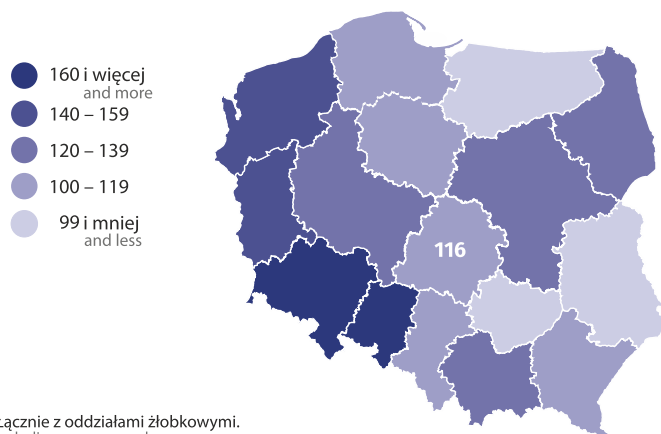 160 i więcej
and more
140 – 159
120 – 139
100 – 119
99 i mniej
and less
116
Łącznie z oddziałami żłobkowymi.